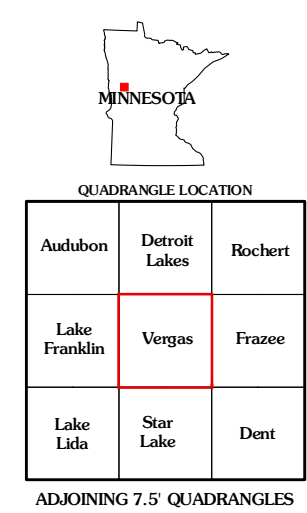 MINNESOTA
QUADRANGLE LOCATION
Audubon
Detroit
Lakes
Rochert
Lake
Franklin
Vergas
Frazee
Lake
Lida
Star
Lake
Dent
ADJOINING 7.5' QUADRANGLES